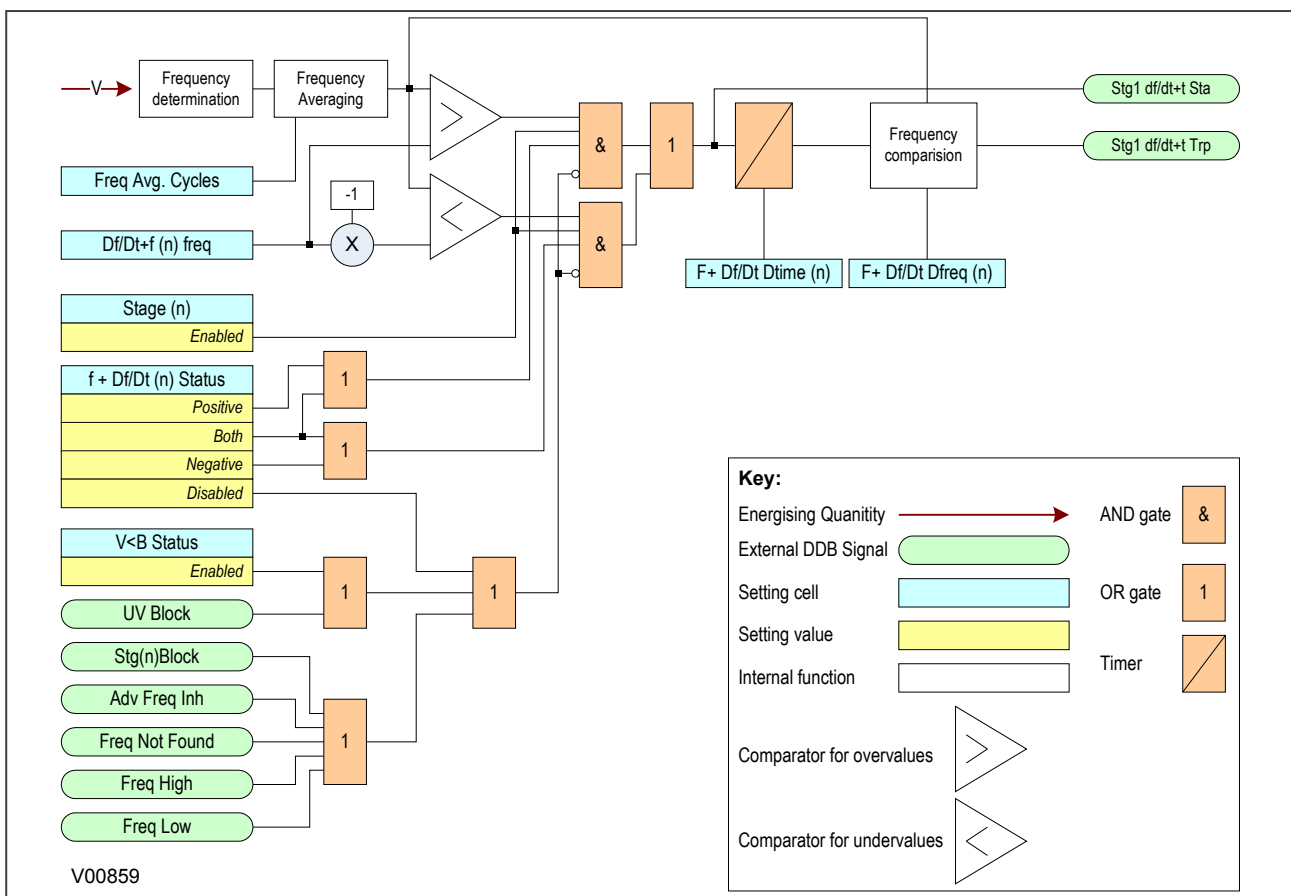 V
Frequency
determination
Frequency
Averaging
Stg1 df/dt+t Sta
Stg1 df/dt+t Trp
&
1
Frequency
comparision
Freq Avg. Cycles
-1
Df/Dt+f (n) freq
X
&
F+ Df/Dt Dtime (n)
F+ Df/Dt Dfreq (n)
Stage (n)
Enabled
f + Df/Dt (n) Status
Positive
Both
Negative
Disabled
1
1
V<B Status
Enabled
UV Block
1
1
Stg(n)Block
Adv Freq Inh
Freq Not Found
Freq High
Freq Low
1
Key:
Energising Quanitity
AND gate
&
External DDB Signal
Setting cell
OR gate
1
Setting value
Internal function
Timer
Comparator for overvalues
Comparator for undervalues
V00859